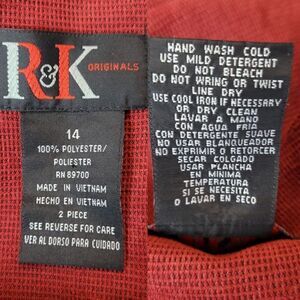 R&K
ORIGINALS
14
100% POLYESTER/
POLIESTER
RN 89700
MADE IN VIETNAM
HECHO EN VIETNAM
2 PIECE
SEE REVERSE FOR CARE
VER AL DORSO PARA CUIDADO
HAND WASH COLD
USE MILD DETERGENT
DO NOT BLEACH
DO NOT WRING OR TWIST
LINE DRY
USE COOL IRON IF NECESSARY
OR DRY CLEAN
LAVAR A MANO
CON AGUA FRIA
CON DETERGENTE SUAVE
NO USAR BLANQUEADOR
NO EXPRIMIR O RETORCER
SECAR COLGADO
USAR PLANCHA
EN MINIMA
TEMPERATURA
SI SE NECESITA
O LAVAR EN SECO